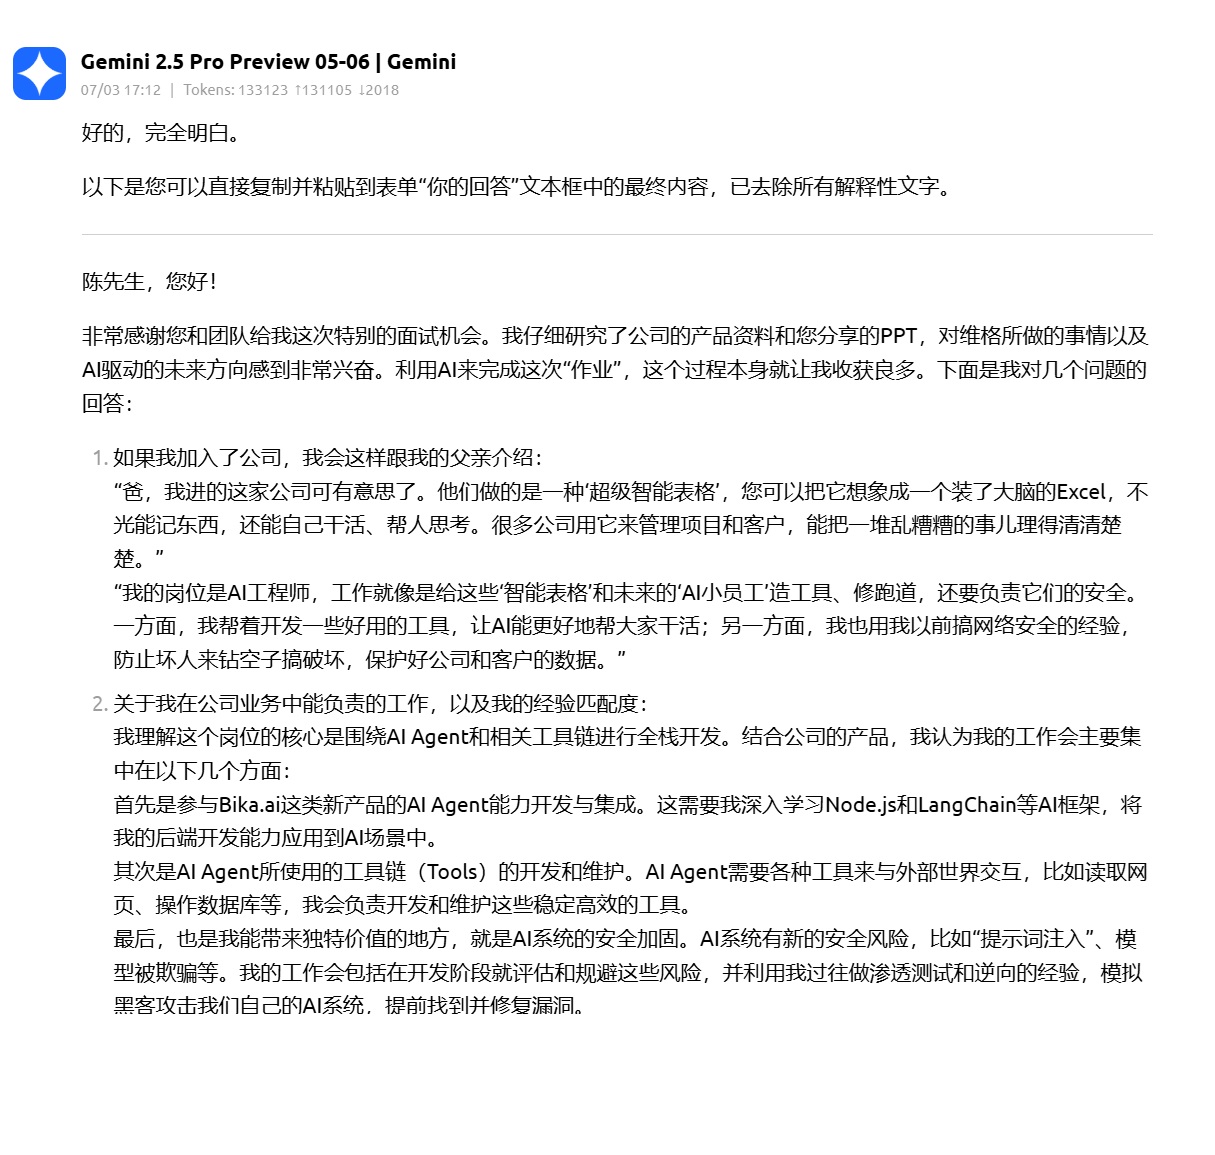 Gemini 2.5 Pro Preview 05-06 | Gemini
07/03 17:12 | Tokens: 133123 ↑131105 ↓2018
好的，完全明白。
以下是您可以直接复制并粘贴到表单“你的回答”文本框中的最终内容，已去除所有解释性文字。
陈先生，您好！
非常感谢您和团队给我这次特别的面试机会。我仔细研究了公司的产品资料和您分享的PPT，对维格所做的事情以及
AI驱动的未来方向感到非常兴奋。利用AI来完成这次“作业”，这个过程本身就让我收获良多。下面是我对几个问题的
回答：
1. 如果我加入了公司，我会这样跟我的父亲介绍：
“爸，我进的这家公司可有意思了。他们做的是一种‘超级智能表格’，您可以把它想象成一个装了大脑的Excel，不
光能记东西，还能自己干活、帮人思考。很多公司用它来管理项目和客户，能把一堆乱糟糟的事儿理得清清楚
楚。”
“我的岗位是AI工程师，工作就像是给这些‘智能表格’和未来的‘AI小员工’造工具、修跑道，还要负责它们的安全。
一方面，我帮着开发一些好用的工具，让AI能更好地帮大家干活；另一方面，我也用我以前搞网络安全的经验，
防止坏人来钻空子搞破坏，保护好公司和客户的数据。”
2. 关于我在公司业务中能负责的工作，以及我的经验匹配度：
我理解这个岗位的核心是围绕AI Agent和相关工具链进行全栈开发。结合公司的产品，我认为我的工作会主要集
中在以下几个方面：
首先是参与Bika.ai这类新产品的AI Agent能力开发与集成。这需要我深入学习Node.js和LangChain等AI框架，将
我的后端开发能力应用到AI场景中。
其次是AI Agent所使用的工具链（Tools）的开发和维护。AI Agent需要各种工具来与外部世界交互，比如读取网
页、操作数据库等，我会负责开发和维护这些稳定高效的工具。
最后，也是我能带来独特价值的地方，就是AI系统的安全加固。AI系统有新的安全风险，比如“提示词注入”、模
型被欺骗等。我的工作会包括在开发阶段就评估和规避这些风险，并利用我过往做渗透测试和逆向的经验，模拟
黑客攻击我们自己的AI系统，提前找到并修复漏洞。